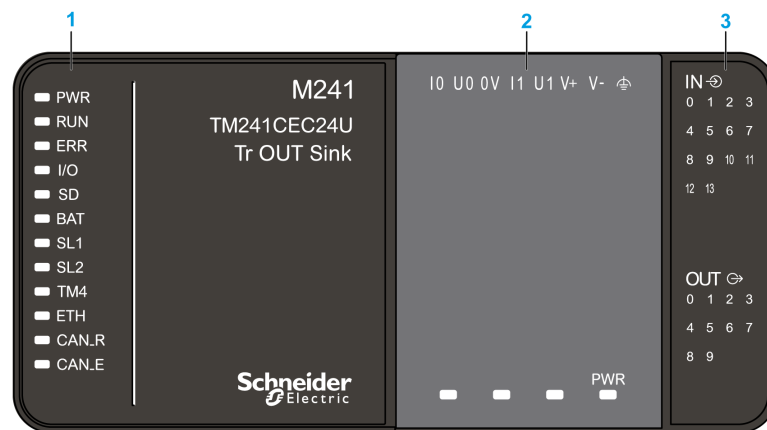 1
2
3
PWR
RUN
ERR
I/O
SD
BAT
SL1
SL2
TM4
ETH
CAN_R
CAN_E
M241
TM241CEC24U
Tr OUT Sink
Schneider
Electric
I0 U0 0V I1 U1 V+ V-
PWR
IN
0 1 2 3
4 5 6 7
8 9 10 11
12 13
OUT
0 1 2 3
4 5 6 7
8 9